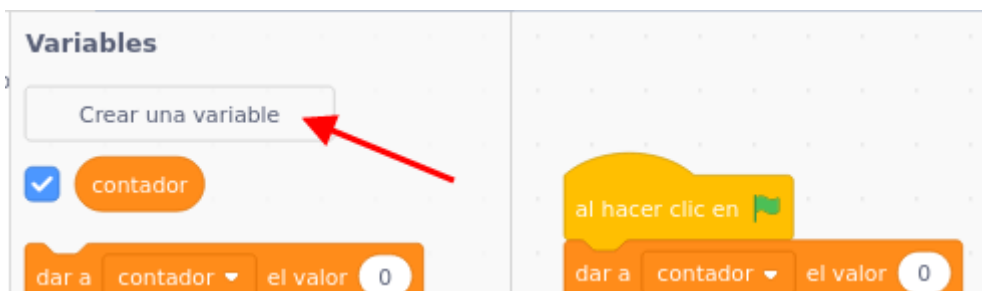 Variables
Crear una variable
contador
dar a contador el valor 0
al hacer clic en
dar a contador el valor 0